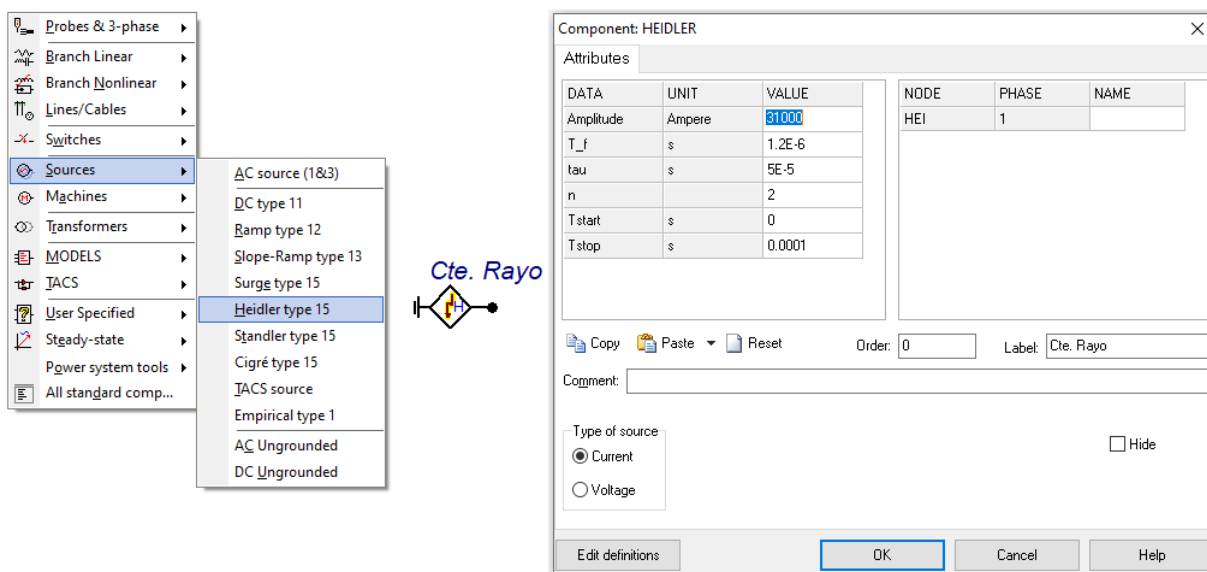 Probes & 3-phase
Branch Linear
Branch Nonlinear
Lines/Cables
Switches
Sources
Machines
Transformers
MODELS
TACS
User Specified
Steady-state
Power system tools
All standard comp...
AC source (1&3)
DC type 11
Ramp type 12
Slope-Ramp type 13
Surge type 15
Heidler type 15
Standler type 15
Cigré type 15
TACS source
Empirical type 1
AC Ungrounded
DC Ungrounded
Cte. Rayo
H
Component: HEIDLER
Attributes
DATA UNIT VALUE
Amplitude Ampere 31000
T_f s 1.2E-6
tau s 5E-5
n 2
Tstart s 0
Tstop s 0.0001
NODE PHASE NAME
HEI 1
Copy Paste Reset Order: 0 Label: Cte. Rayo
Comment:
Type of source
Current
Voltage
Hide
Edit definitions OK Cancel Help